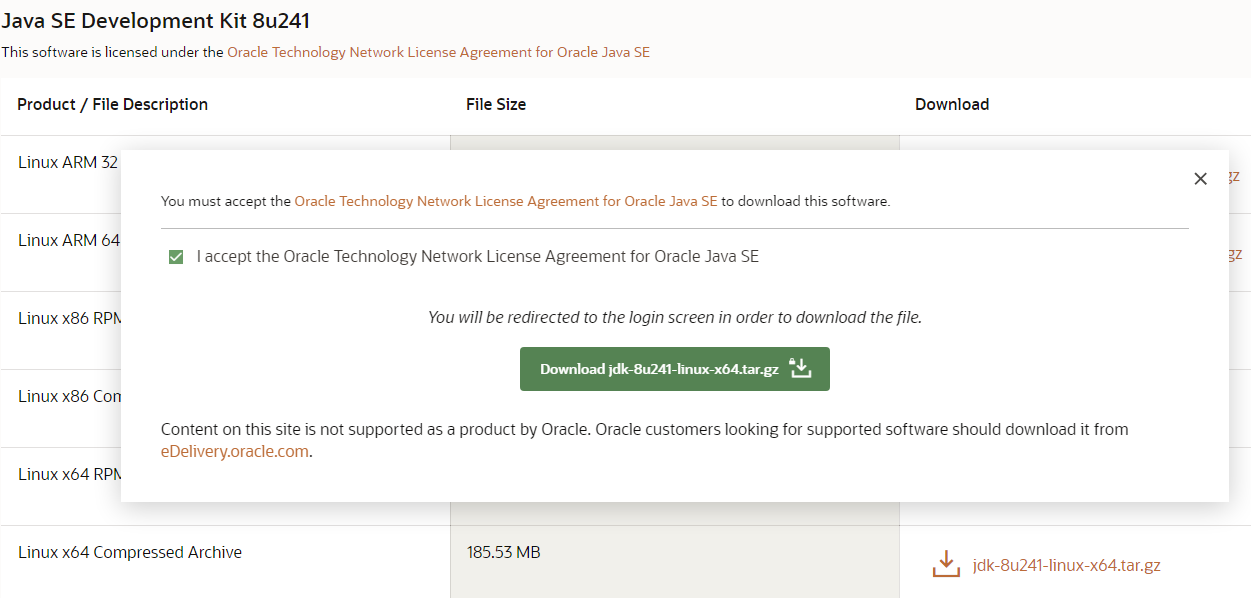 Java SE Development Kit 8u241
This software is licensed under the Oracle Technology Network License Agreement for Oracle Java SE
Product / File Description File Size Download
Linux ARM 32
gz
You must accept the Oracle Technology Network License Agreement for Oracle Java SE to download this software.
Linux ARM 64
gz
I accept the Oracle Technology Network License Agreement for Oracle Java SE
Linux x86 RPM
You will be redirected to the login screen in order to download the file.
Download jdk-8u241-linux-x64.tar.gz
Linux x86 Com
Content on this site is not supported as a product by Oracle. Oracle customers looking for supported software should download it from
eDelivery.oracle.com.
Linux x64 RPM
Linux x64 Compressed Archive 185.53 MB jdk-8u241-linux-x64.tar.gz